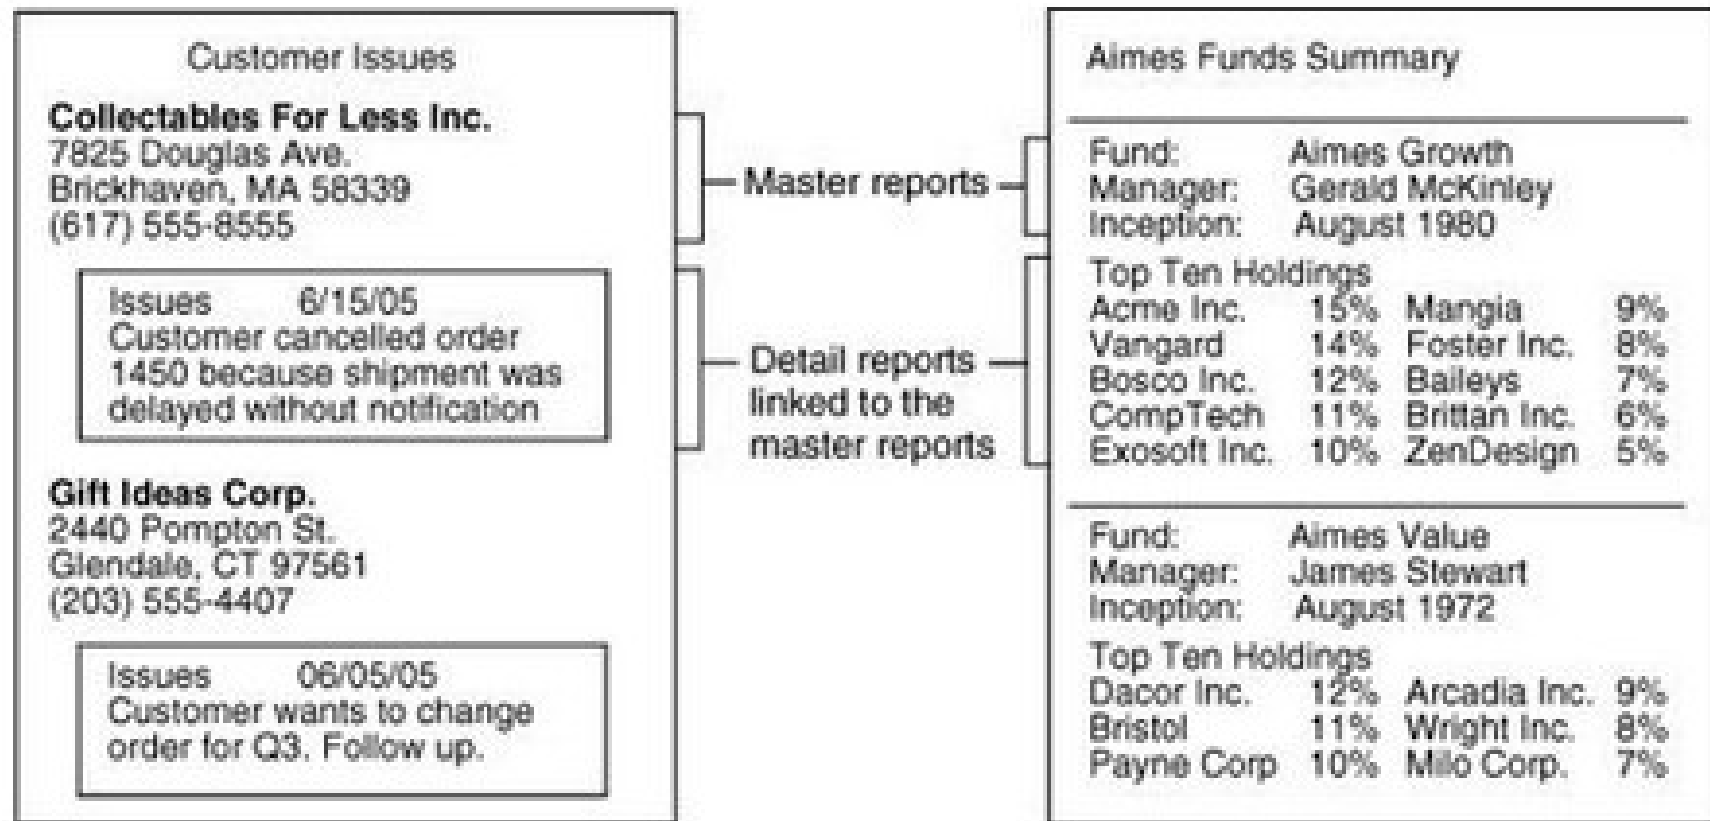 Customer Issues
Collectables For Less Inc.
7825 Douglas Ave.
Brickhaven, MA 58339
(617) 555-8555
Issues 6/15/05
Customer cancelled order
1450 because shipment was
delayed without notification
Gift Ideas Corp.
2440 Pompton St.
Glendale, CT 97561
(203) 555-4407
Issues 06/05/05
Customer wants to change
order for Q3. Follow up.
Master reports
Detail reports
linked to the
master reports
Aimes Funds Summary
Fund: Aimes Growth
Manager: Gerald McKinley
Inception: August 1980
Top Ten Holdings
Acme Inc. 15% Mangia 9%
Vangard 14% Foster Inc. 8%
Bosco Inc. 12% Baileys 7%
CompTech 11% Brittan Inc. 6%
Exosoft Inc. 10% ZenDesign 5%
Fund: Aimes Value
Manager: James Stewart
Inception: August 1972
Top Ten Holdings
Dacor Inc. 12% Arcadia Inc. 9%
Bristol 11% Wright Inc. 8%
Payne Corp 10% Milo Corp. 7%